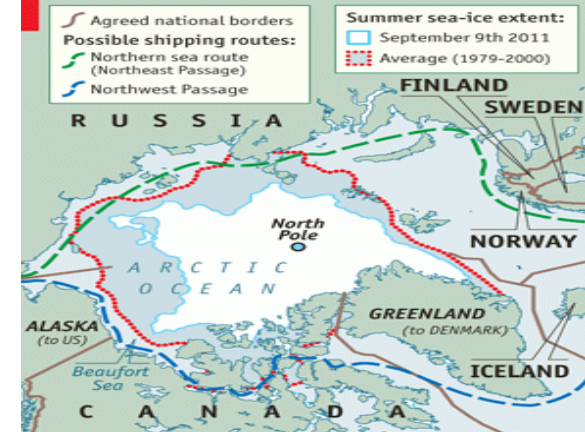 Agreed national borders
Possible shipping routes:
Northern sea route
(Northeast Passage)
Northwest Passage
Summer sea-ice extent:
September 9th 2011
Average (1979-2000)
FINLAND
SWEDEN
RUSSIA
North
Pole
NORWAY
ARCTIC
OCEAN
GREENLAND
(to DENMARK)
ALASKA
(to US)
ICELAND
Beaufort
Sea
CANADA